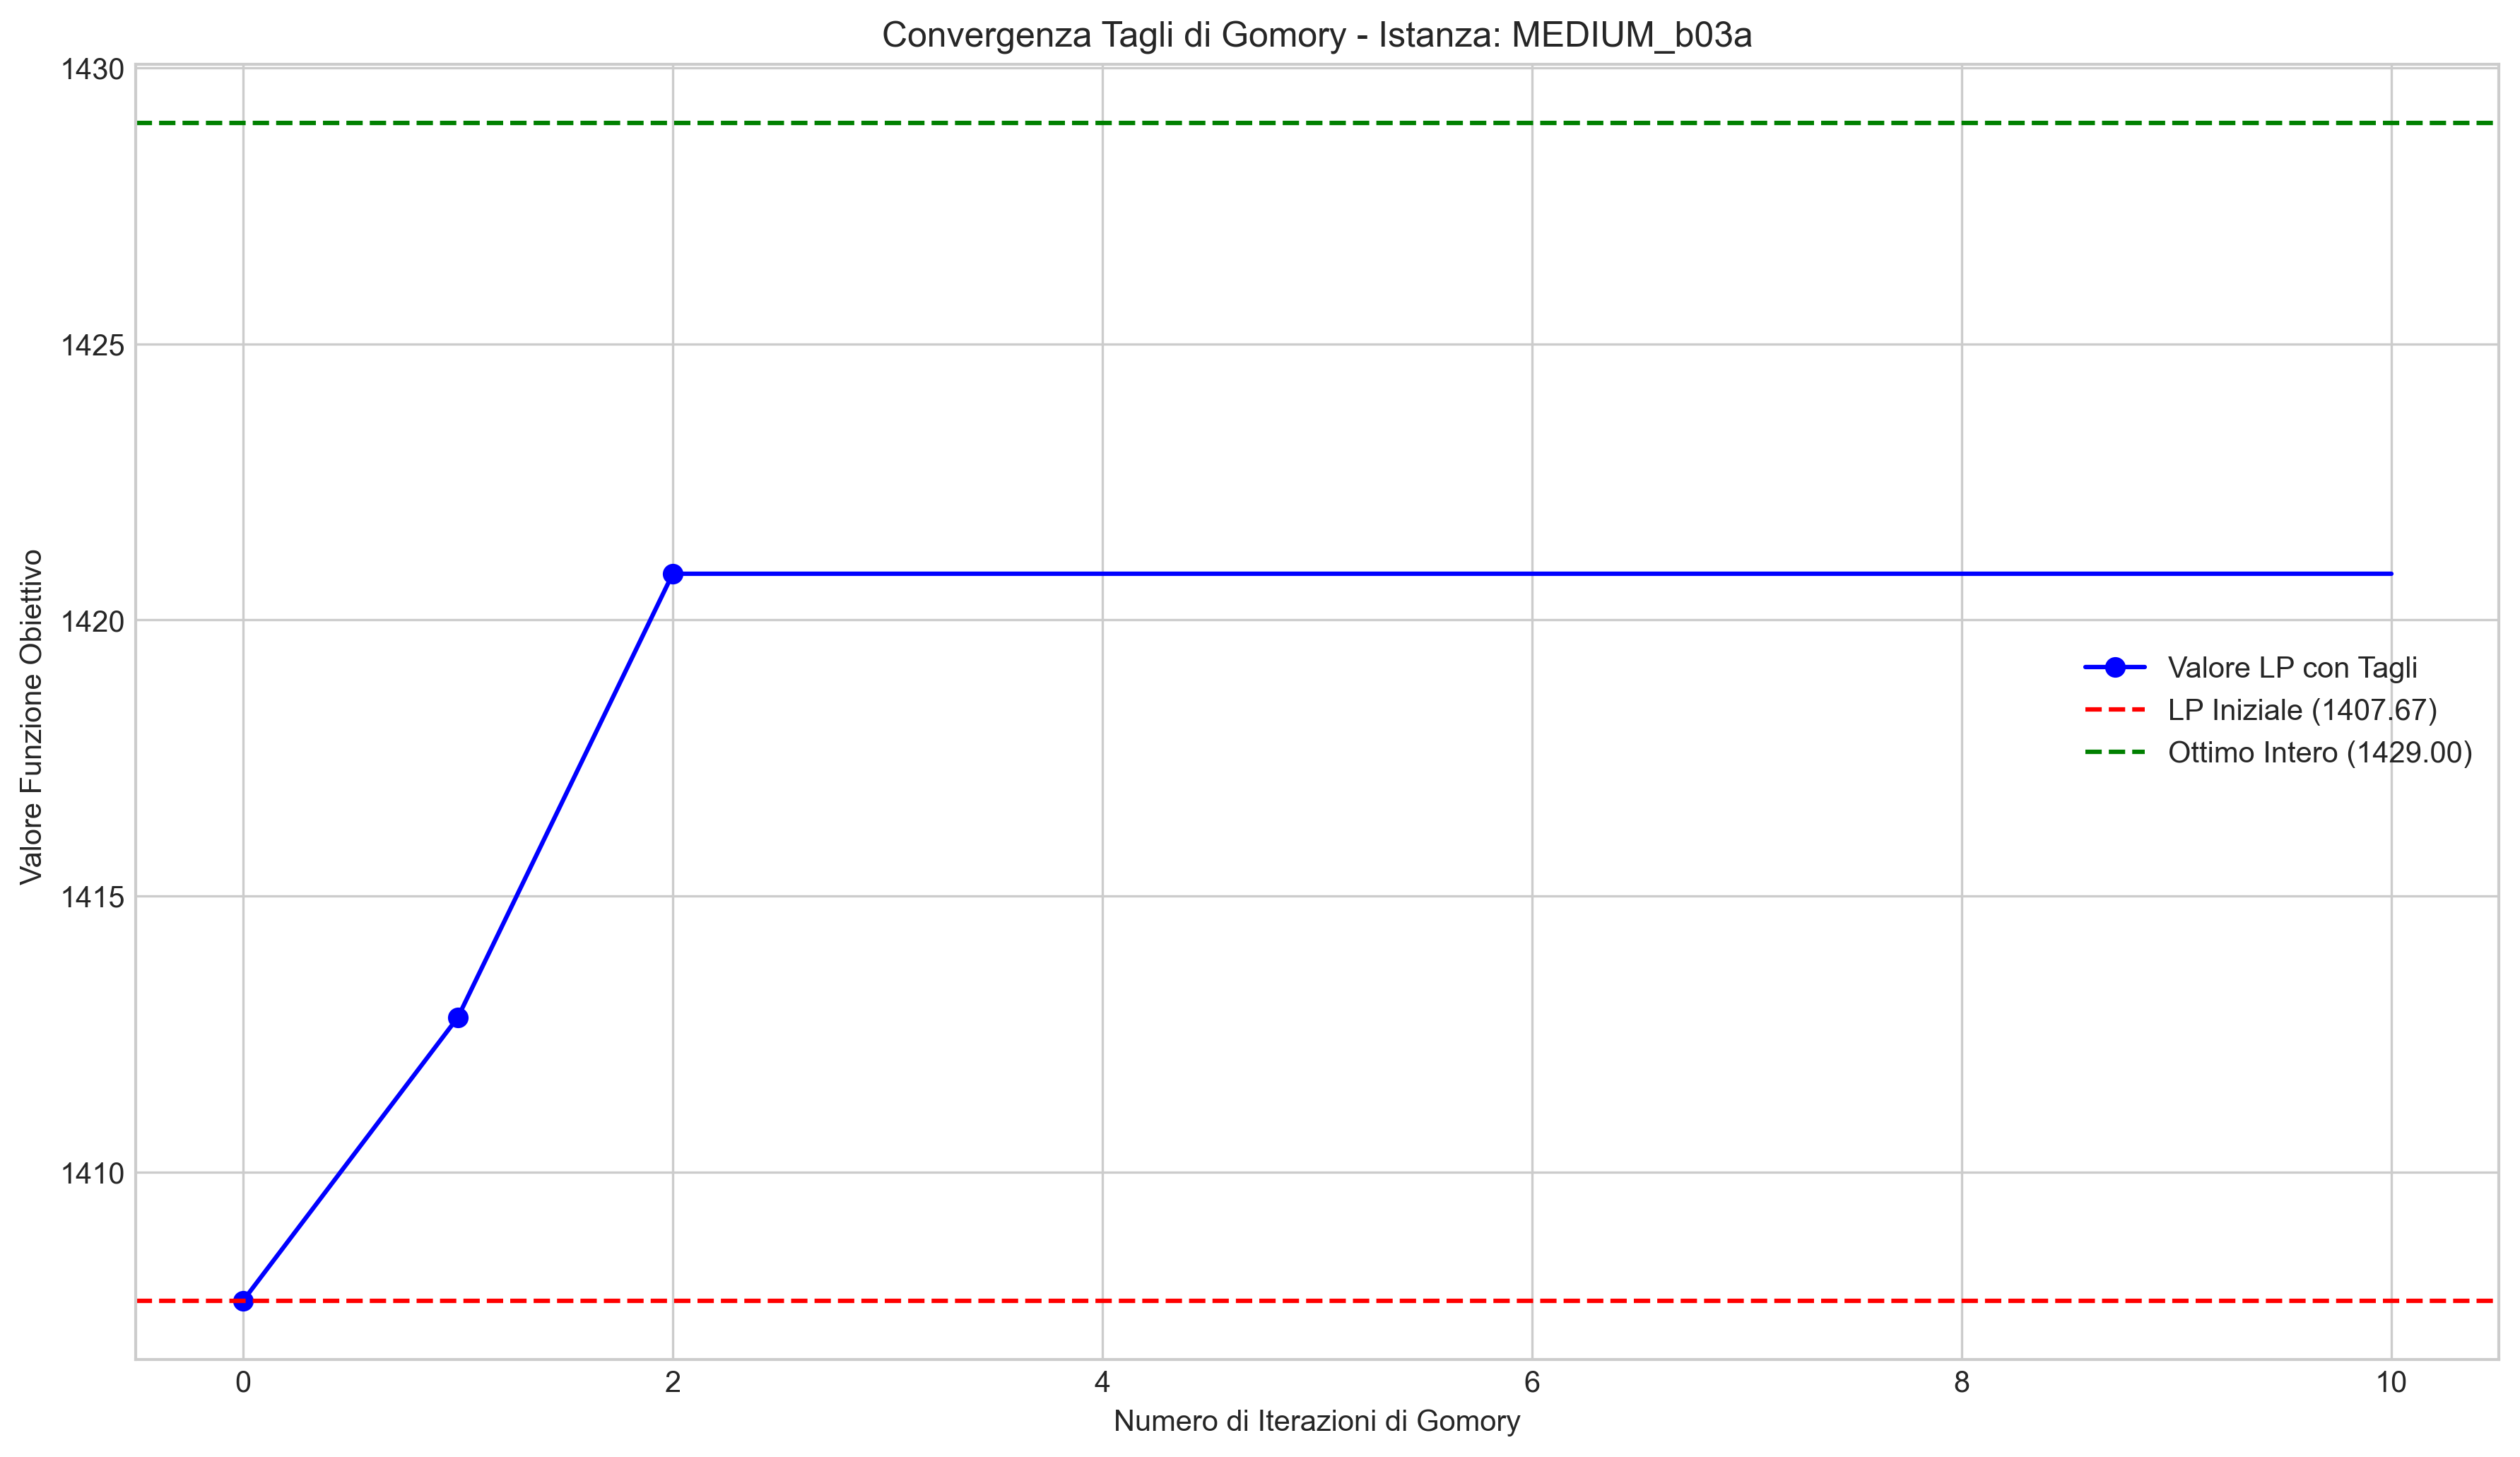 Convergenza Tagli di Gomory - Istanza: MEDIUM_b03a
1430
1425
1420
1415
1410
Valore Funzione Obiettivo
Valore LP con Tagli
LP Iniziale (1407.67)
Ottimo Intero (1429.00)
0 2 4 6 8 10
Numero di Iterazioni di Gomory